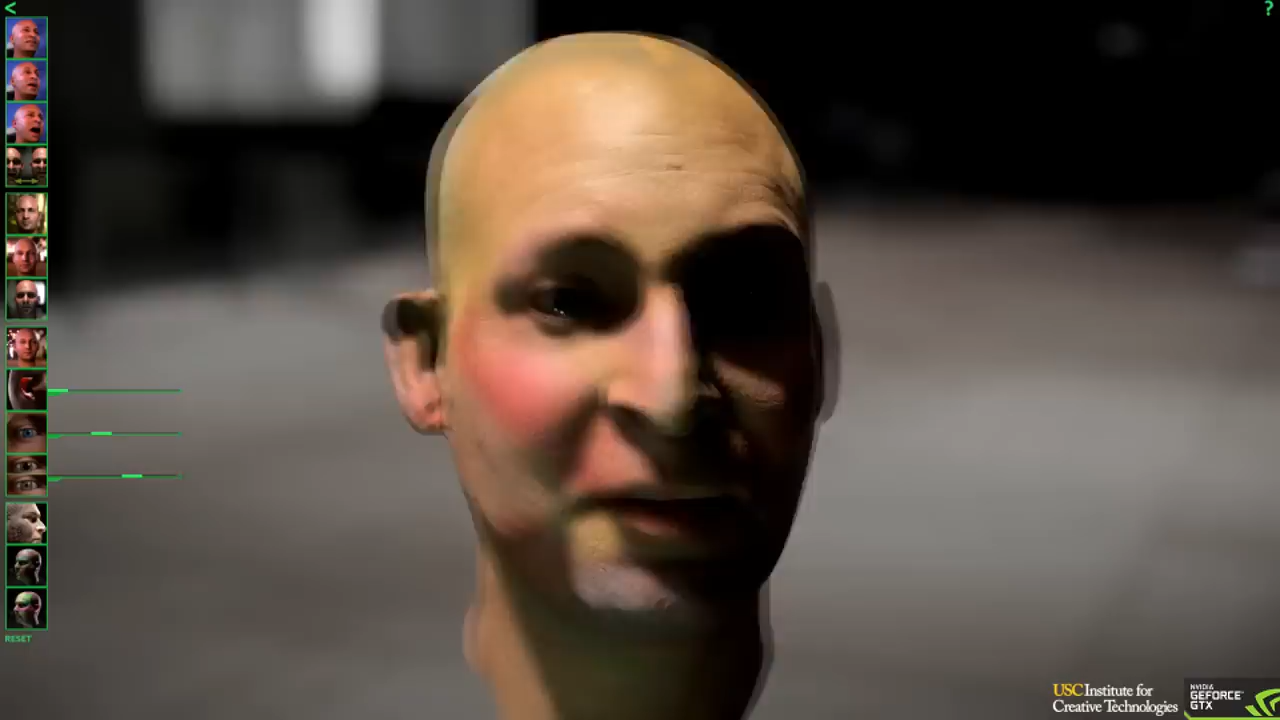 <
?
RESET
USC Institute for
Creative Technologies
NVIDIA
GEFORCE
GTX